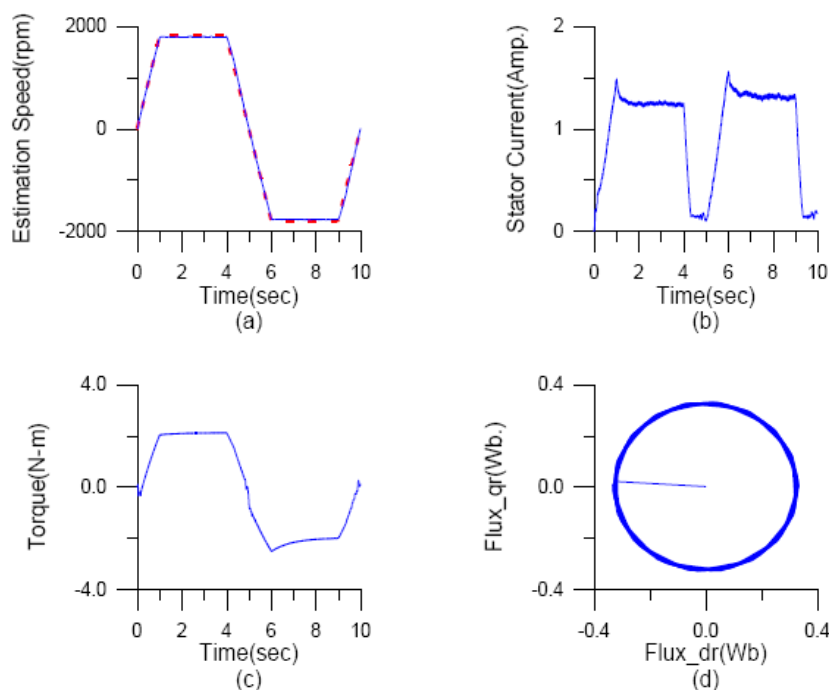 Estimation Speed(rpm)
2000
0
-2000
0 2 4 6 8 10
Time(sec)
(a)
Stator Current(Amp.)
2
1
0
0 2 4 6 8 10
Time(sec)
(b)
Torque(N-m)
4.0
0.0
-4.0
0 2 4 6 8 10
Time(sec)
(c)
Flux_qr(Wb.)
0.4
0.0
-0.4
-0.4 0.0 0.4
Flux_dr(Wb)
(d)